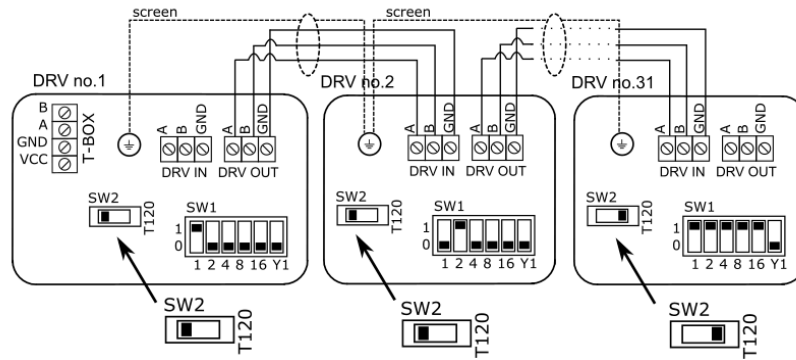 screen
screen
DRV no.1
DRV no.2
DRV no.31
B
A
GND
VCC
T-BOX
A
B
GND
DRV IN
DRV OUT
SW2
T120
SW1
1
0
1 2 4 8 16 Y1
SW2
T120
A
B
GND
A
B
GND
DRV IN
DRV OUT
SW2
T120
SW1
1
0
1 2 4 8 16 Y1
SW2
T120
A
B
GND
DRV IN
DRV OUT
SW2
T120
SW1
1
0
1 2 4 8 16 Y1
SW2
T120